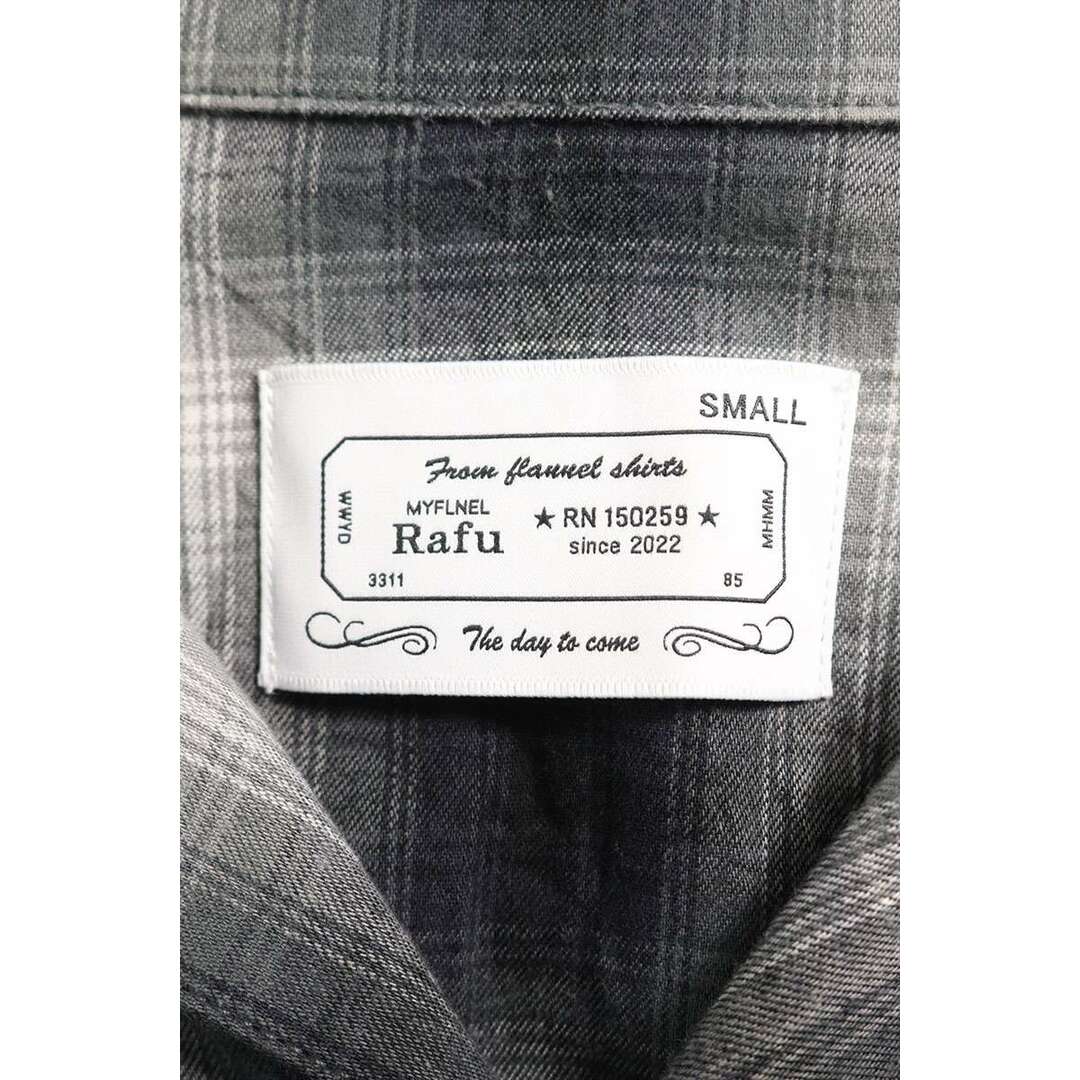 SMALL
From flannel shirts
WWYD
MYFLNEL
Rafu
★ RN 150259 ★
since 2022
MHMM
3311
85
The day to come